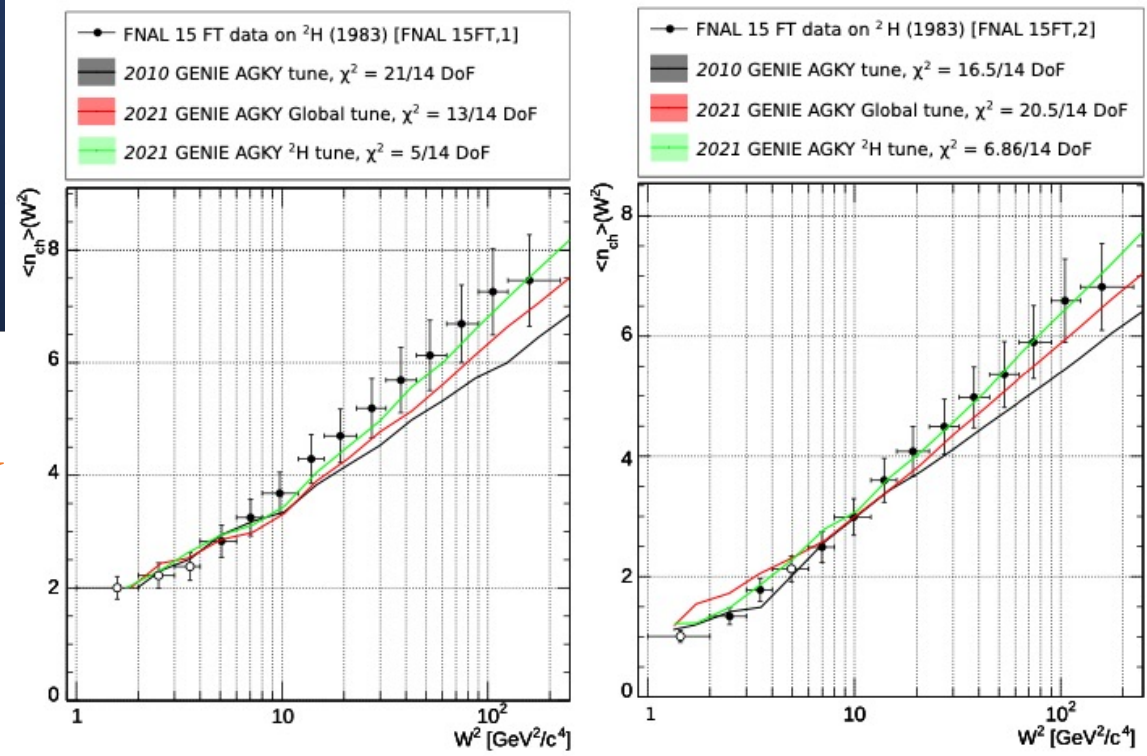 FNAL 15 FT data on ²H (1983) [FNAL 15FT,1]
2010 GENIE AGKY tune, χ² = 21/14 DoF
2021 GENIE AGKY Global tune, χ² = 13/14 DoF
2021 GENIE AGKY ²H tune, χ² = 5/14 DoF
<n_ch>(W²)
8
6
4
2
0
1
10
10²
W² [GeV²/c⁴]
FNAL 15 FT data on ²H (1983) [FNAL 15FT,2]
2010 GENIE AGKY tune, χ² = 16.5/14 DoF
2021 GENIE AGKY Global tune, χ² = 20.5/14 DoF
2021 GENIE AGKY ²H tune, χ² = 6.86/14 DoF
<n_ch>(W²)
8
6
4
2
0
1
10
10²
W² [GeV²/c⁴]